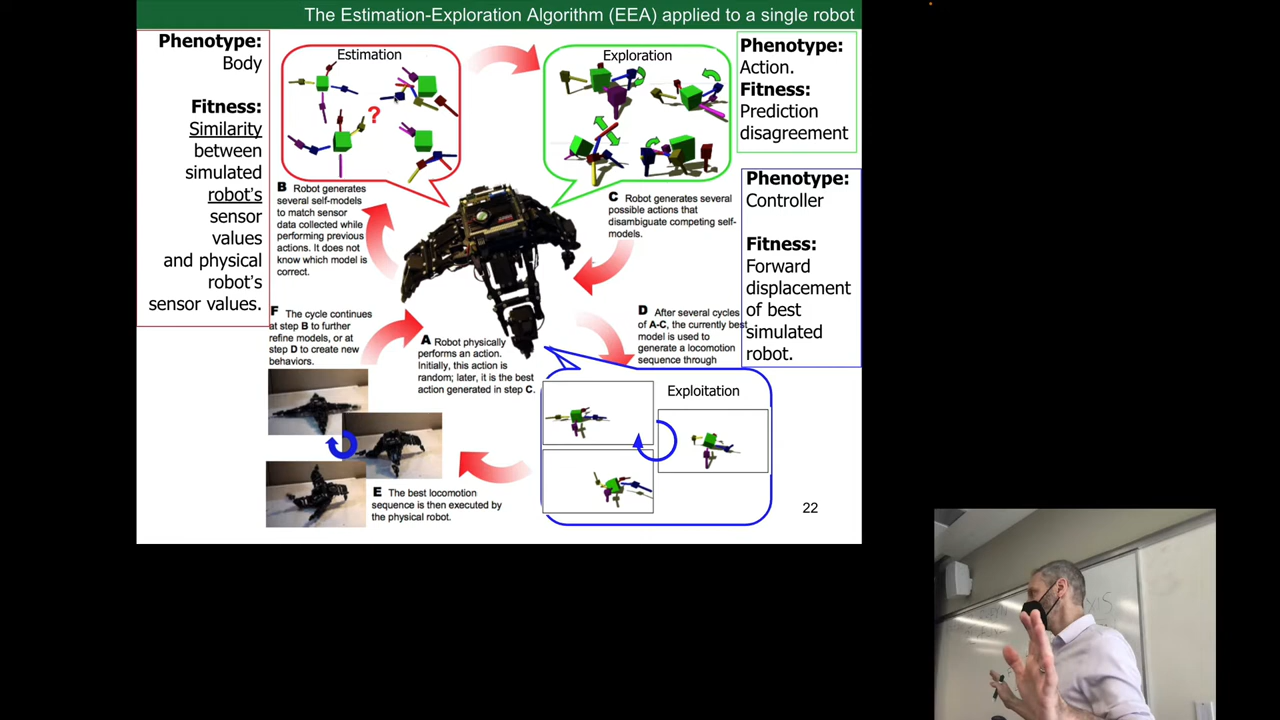 The Estimation-Exploration Algorithm (EEA) applied to a single robot
Phenotype:
Body
Fitness:
Similarity
between
simulated
robot's
sensor
values
and physical
robot's
sensor values.
Estimation
?
Exploration
Phenotype:
Action.
Fitness:
Prediction
disagreement
B Robot generates
several self-models
to match sensor
data collected while
performing previous
actions. It does not
know which model is
correct.
C Robot generates several
possible actions that
disambiguate competing self-
models.
Phenotype:
Controller
Fitness:
Forward
displacement
of best
simulated
robot.
F The cycle continues
at step B to further
refine models, or at
step D to create new
behaviors.
A Robot physically
performs an action.
Initially, this action is
random; later, it is the best
action generated in step C.
D After several cycles
of A-C, the currently best
model is used to
generate a locomotion
sequence through
Exploitation
E The best locomotion
sequence is then executed by
the physical robot.
22